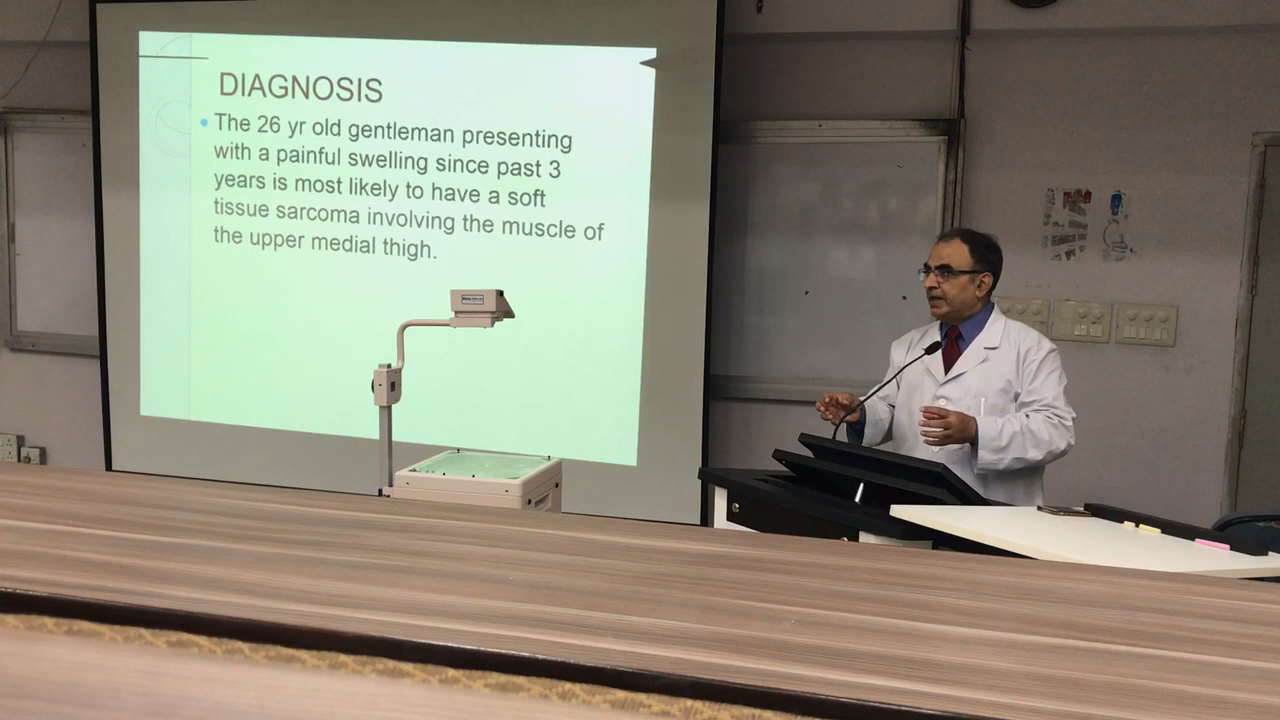 DIAGNOSIS
• The 26 yr old gentleman presenting
with a painful swelling since past 3
years is most likely to have a soft
tissue sarcoma involving the muscle of
the upper medial thigh.